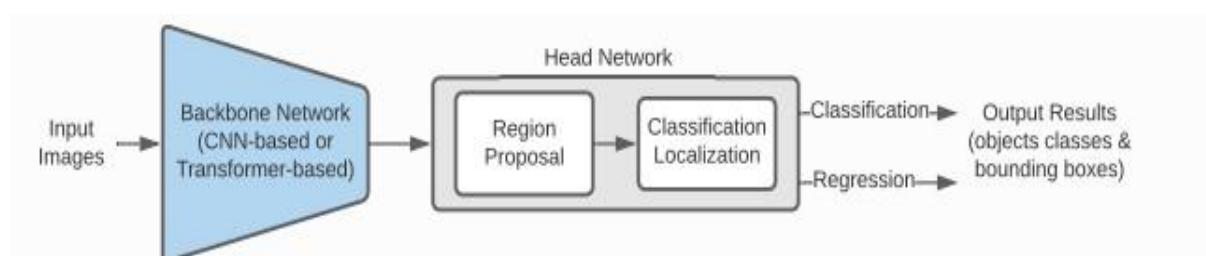 Input
Images
Backbone Network
(CNN-based or
Transformer-based)
Head Network
Region
Proposal
Classification
Localization
Classification
Regression
Output Results
(objects classes &
bounding boxes)